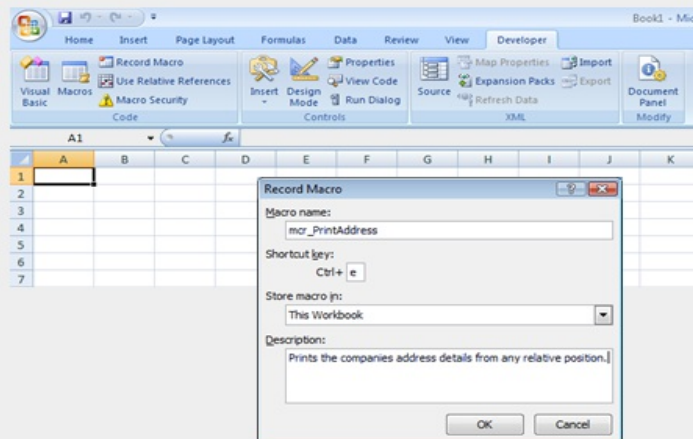 Book1 - Mic
Home Insert Page Layout Formulas Data Review View Developer
Visual Basic
Macros
Record Macro
Use Relative References
Macro Security
Code
Insert
Design Mode
Properties
View Code
Run Dialog
Controls
Source
Map Properties
Expansion Packs
Refresh Data
Import
Export
XML
Document Panel
Modify
A1 fx
A B C D E F G H I J K
1
2
3
4
5
6
7
Record Macro
Macro name:
mcr_PrintAddress
Shortcut key:
Ctrl+ e
Store macro in:
This Workbook
Description:
Prints the companies address details from any relative position.
OK Cancel